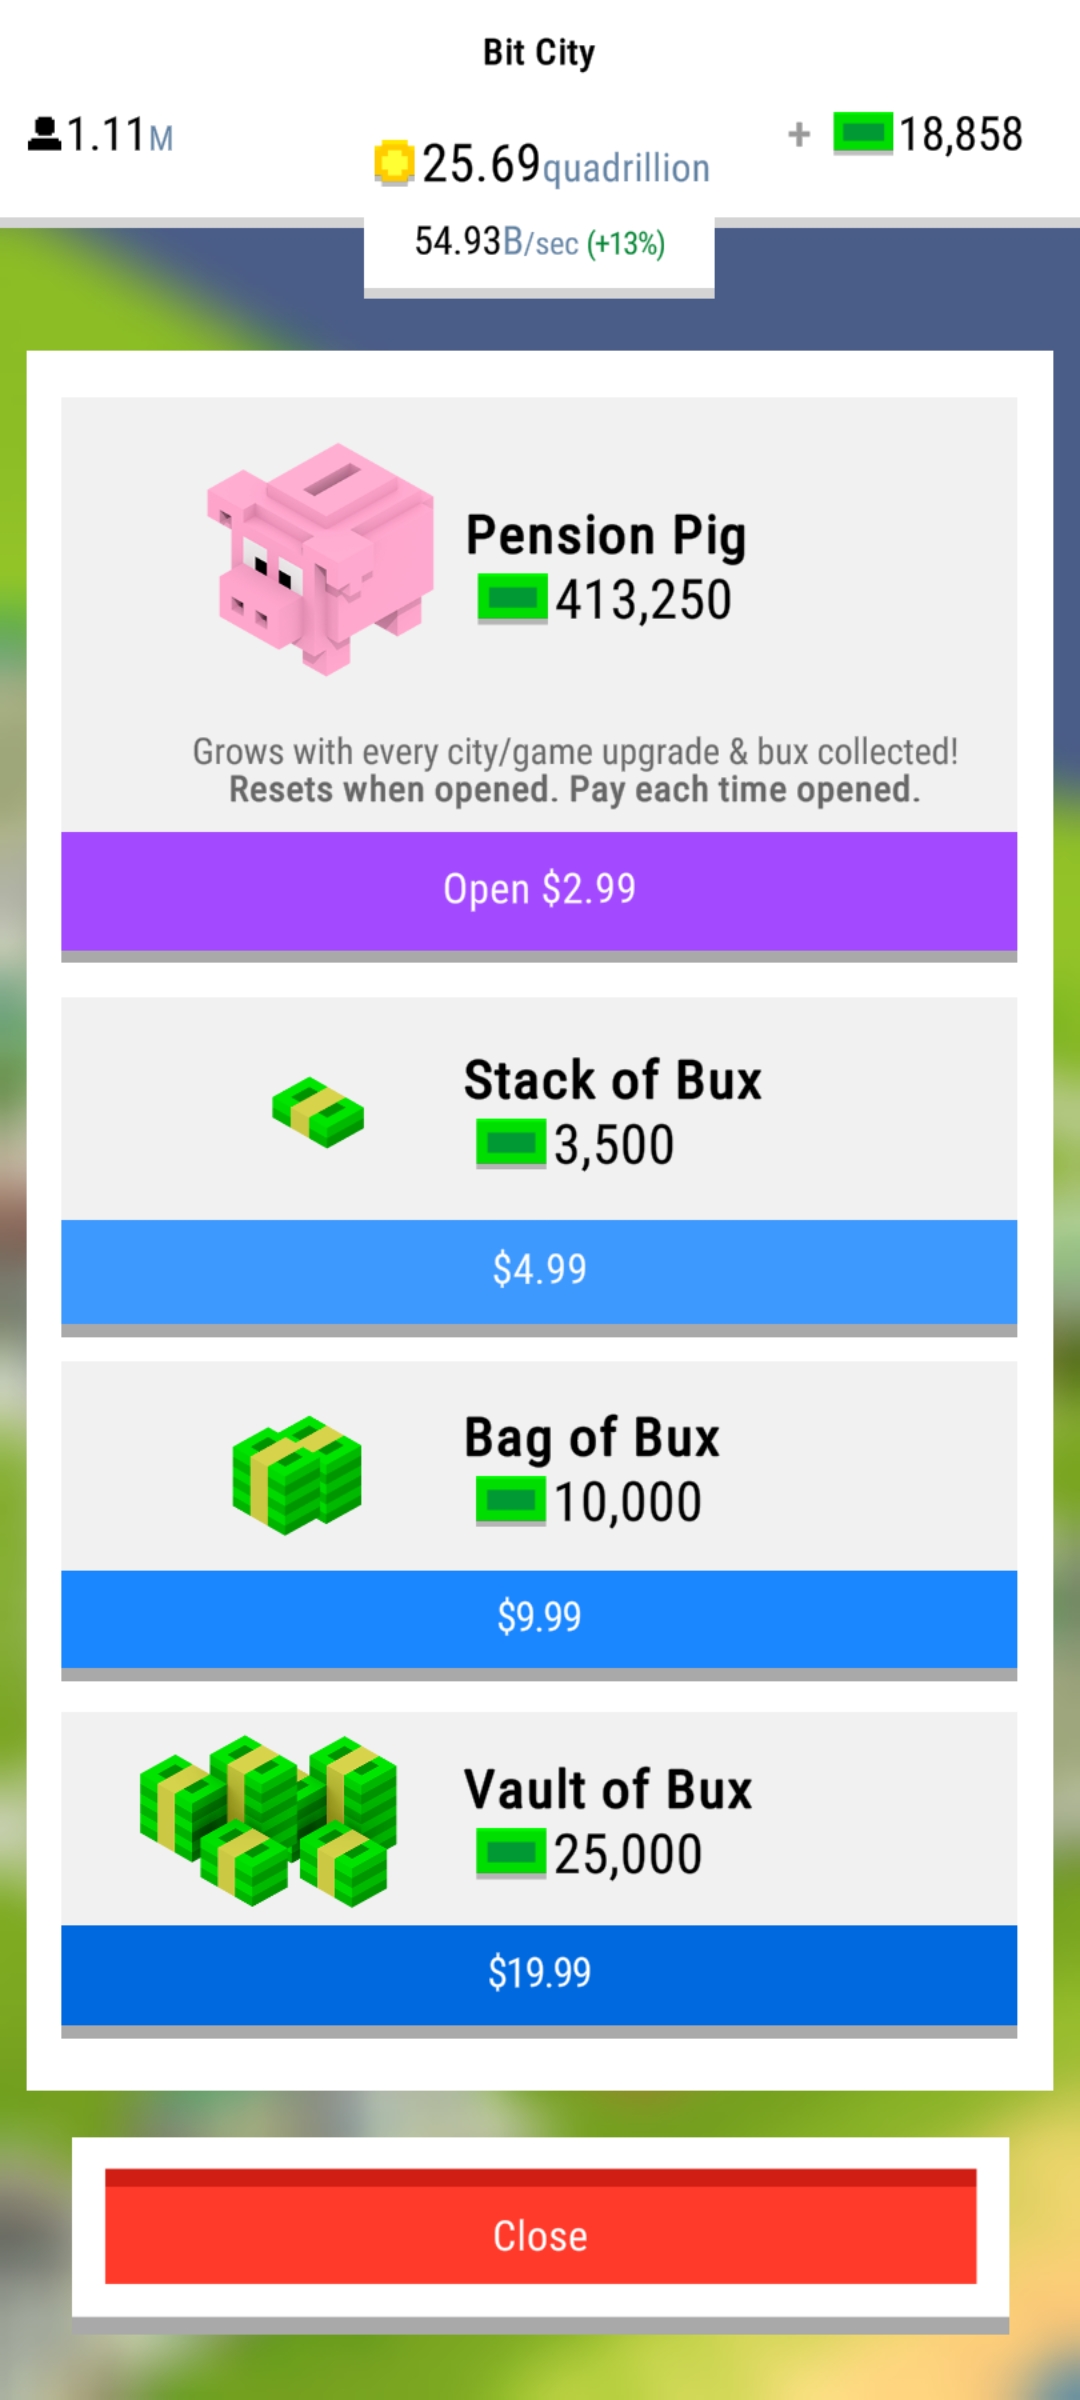 Bit City
1.11M
25.69quadrillion
+ 18,858
54.93B/sec (+13%)
Pension Pig
413,250
Grows with every city/game upgrade & bux collected!
Resets when opened. Pay each time opened.
Open $2.99
Stack of Bux
3,500
$4.99
Bag of Bux
10,000
$9.99
Vault of Bux
25,000
$19.99
Close